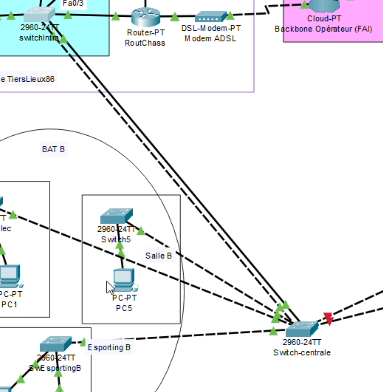 Fa0/3
2960-24TT
switchIntra
Router-PT
RoutChass
DSL-Modem-PT
Modem ADSL
Cloud-PT
Backbone Opérateur (FAI)
e TiersLieux86
BAT B
2960-24TT
Switch5
Salle B
PC-PT
PC5
TT
lec
PC-PT
PC1
2960-24TT
Switch-centrale
Esporting B
2960-24TT
SwEsportingB